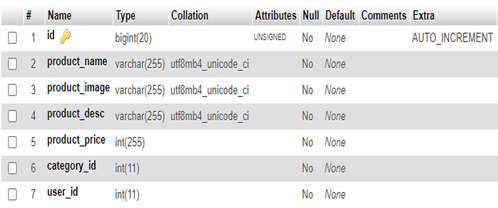 # Name Type Collation Attributes Null Default Comments Extra
1 id bigint(20) UNSIGNED No None AUTO_INCREMENT
2 product_name varchar(255) utf8mb4_unicode_ci No None
3 product_image varchar(255) utf8mb4_unicode_ci No None
4 product_desc varchar(255) utf8mb4_unicode_ci No None
5 product_price int(255) No None
6 category_id int(11) No None
7 user_id int(11) No None